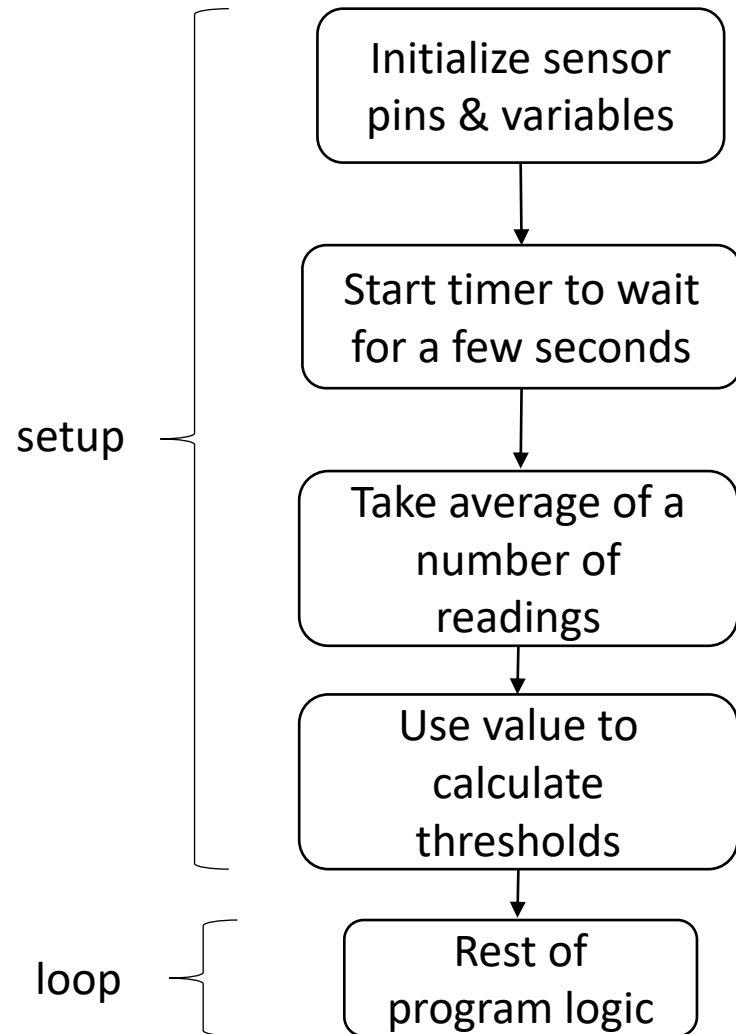 Initialize sensor
pins & variables
Start timer to wait
for a few seconds
setup
Take average of a
number of
readings
Use value to
calculate
thresholds
loop
Rest of
program logic